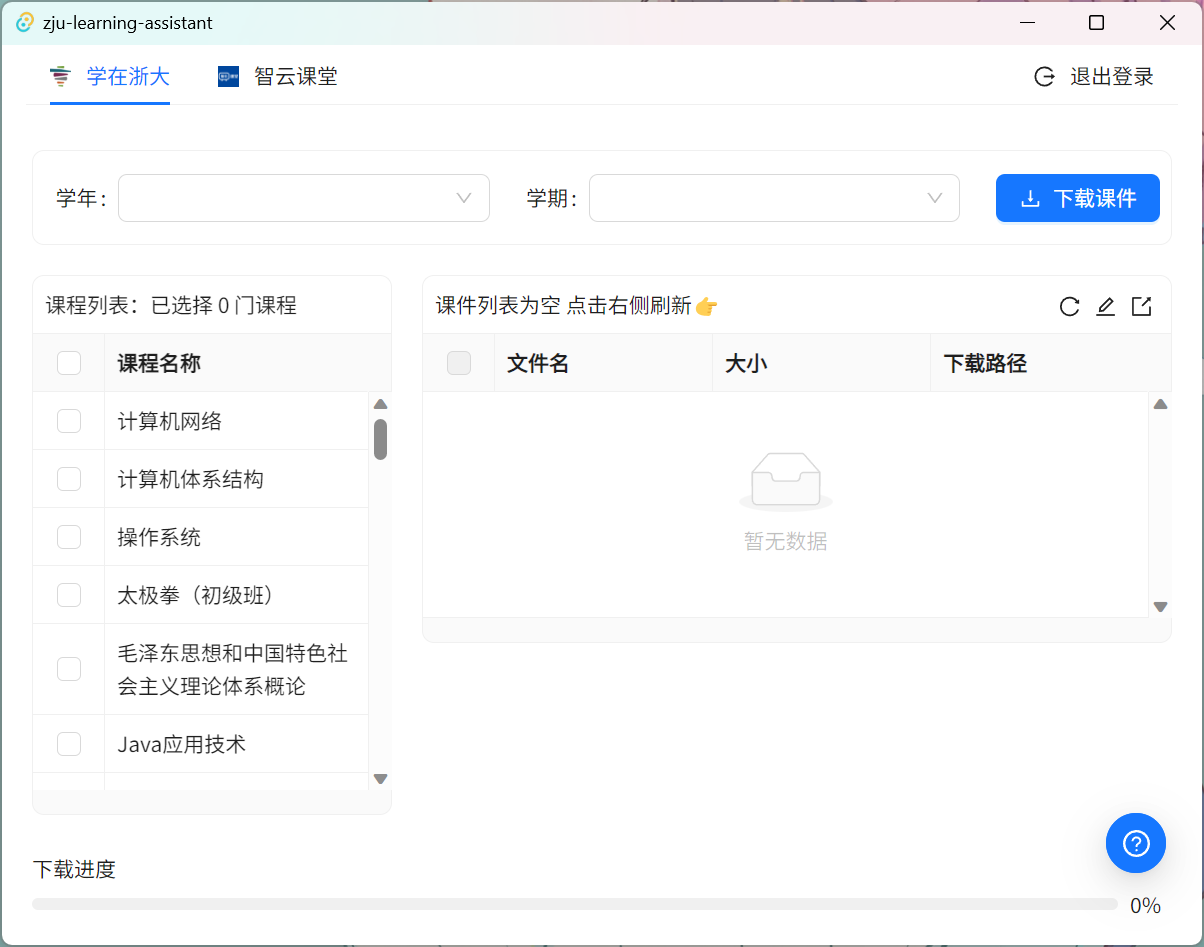 zju-learning-assistant
学在浙大
智云课堂
退出登录
学年：
学期：
下载课件
课程列表：已选择 0 门课程
课程名称
计算机网络
计算机体系结构
操作系统
太极拳（初级班）
毛泽东思想和中国特色社
会主义理论体系概论
Java应用技术
课件列表为空 点击右侧刷新👉
文件名
大小
下载路径
暂无数据
下载进度
0%